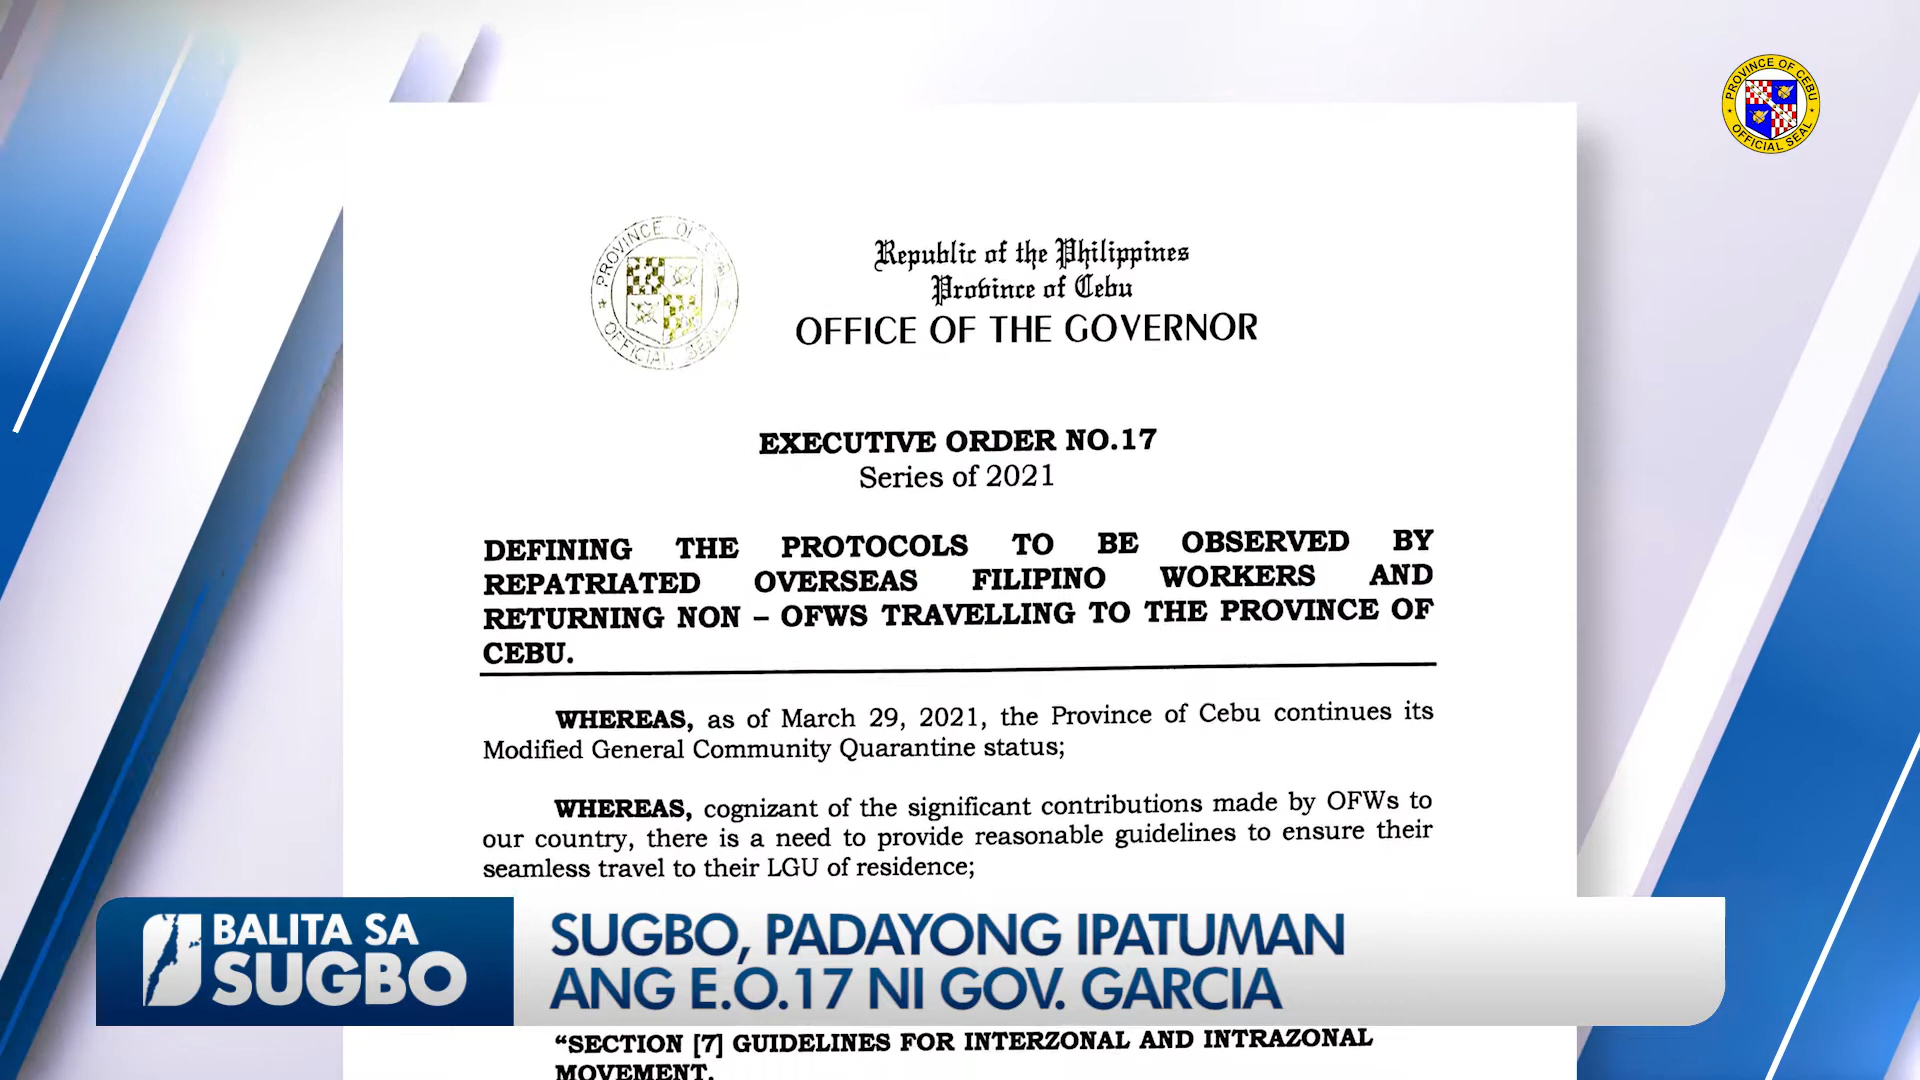 PROVINCE OF CEBU
OFFICIAL SEAL
PROVINCE OF CEBU
OFFICIAL SEAL
Republic of the Philippines
Province of Cebu
OFFICE OF THE GOVERNOR
EXECUTIVE ORDER NO.17
Series of 2021
DEFINING THE PROTOCOLS TO BE OBSERVED BY
REPATRIATED OVERSEAS FILIPINO WORKERS AND
RETURNING NON – OFWS TRAVELLING TO THE PROVINCE OF
CEBU.
WHEREAS, as of March 29, 2021, the Province of Cebu continues its
Modified General Community Quarantine status;
WHEREAS, cognizant of the significant contributions made by OFWs to
our country, there is a need to provide reasonable guidelines to ensure their
seamless travel to their LGU of residence;
BALITA SA
SUGBO
SUGBO, PADAYONG IPATUMAN
ANG E.O.17 NI GOV. GARCIA
“SECTION [7] GUIDELINES FOR INTERZONAL AND INTRAZONAL
MOVEMENT.